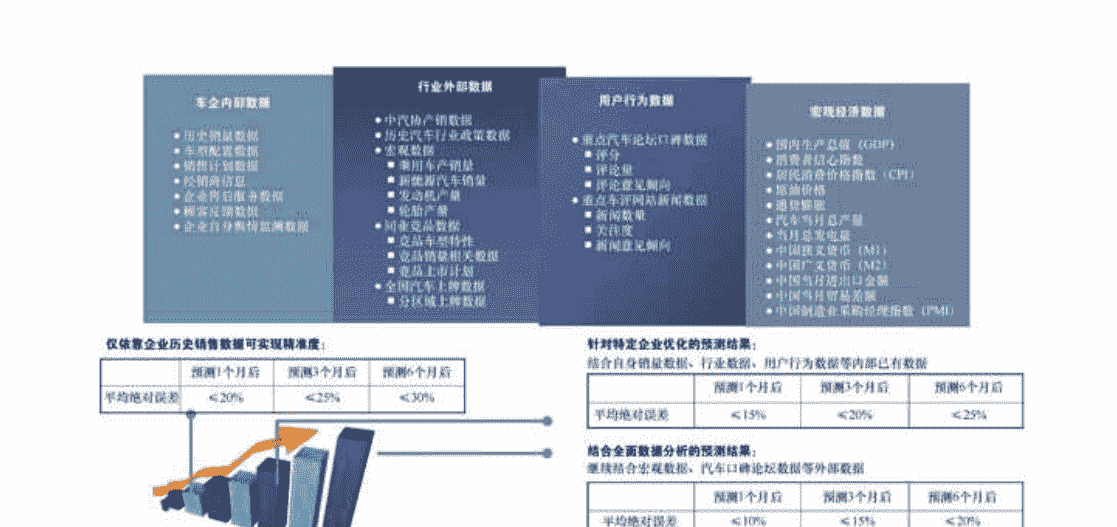 车企内部数据
历史销量数据
车型配置数据
销售计划数据
经销商信息
企业售后服务数据
顾客反馈数据
企业自身舆情监测数据
行业外部数据
中汽协产销数据
历史汽车行业政策数据
宏观数据
乘用车产销量
新能源汽车销量
发动机产量
轮胎产量
同业竞品数据
竞品车型特性
竞品销量相关数据
竞品上市计划
全国汽车上牌数据
分区域上牌数据
用户行为数据
重点汽车论坛口碑数据
评分
评论量
评论意见倾向
重点车评网站新闻数据
新闻数量
关注度
新闻意见倾向
宏观经济数据
国内生产总值（GDP）
消费者信心指数
居民消费价格指数（CPI）
原油价格
通货膨胀
汽车当月总产量
当月总发电量
中国狭义货币（M1）
中国广义货币（M2）
中国当月进出口金额
中国当月贸易差额
中国制造业采购经理指数（PMI）
仅依靠企业历史销售数据可实现精准度：
预测1个月后 预测3个月后 预测6个月后
平均绝对误差 ≤20% ≤25% ≤30%
针对特定企业优化的预测结果：
结合自身销量数据、行业数据、用户行为数据等内部已有数据
预测1个月后 预测3个月后 预测6个月后
平均绝对误差 ≤15% ≤20% ≤25%
结合全面数据分析的预测结果：
继续结合宏观数据、汽车口碑论坛数据等外部数据
预测1个月后 预测3个月后 预测6个月后
平均绝对误差 ≤10% ≤15% ≤20%